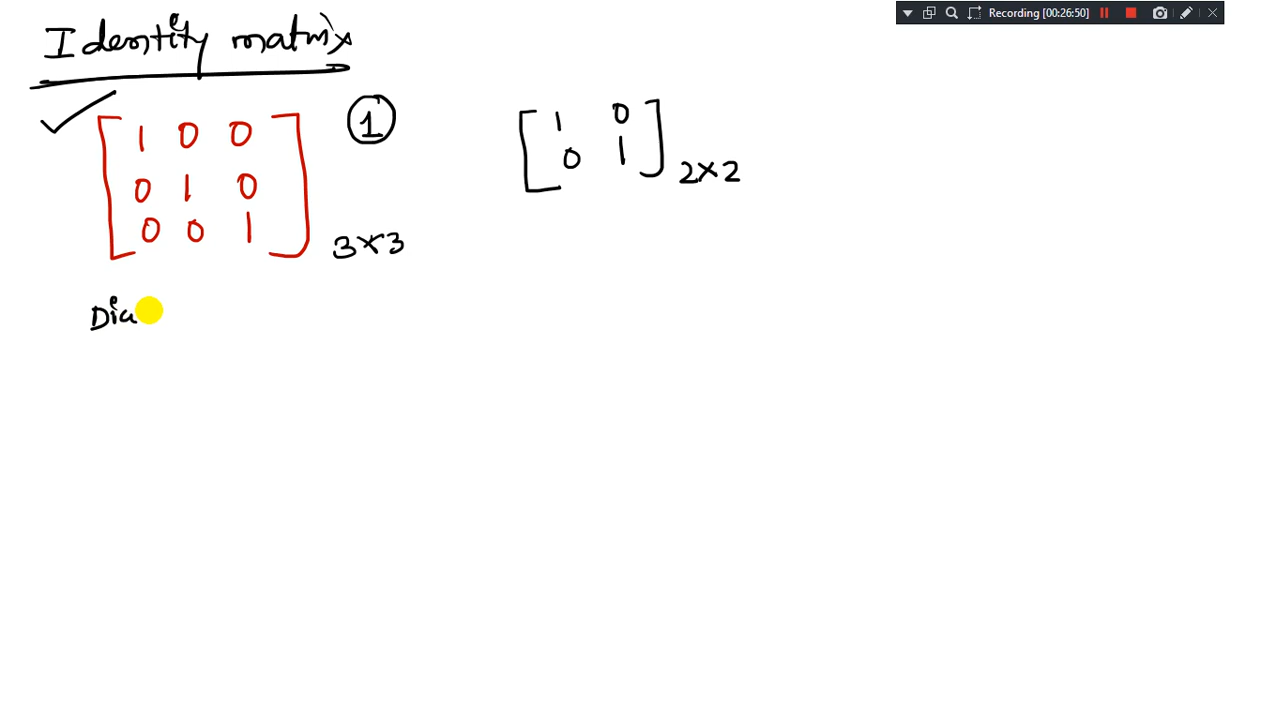 Recording [00:26:50]
Identity matrix
1 0 0
0 1 0
0 0 1
3×3
1
1 0
0 1
2×2
Dia